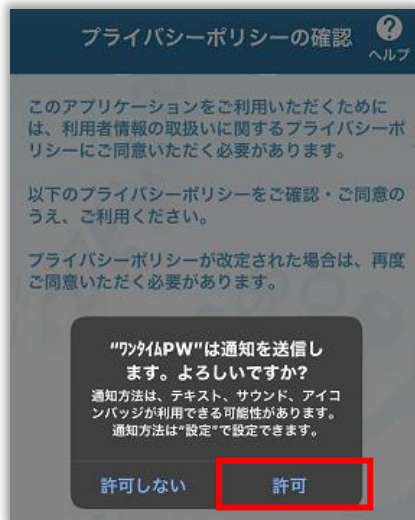 プライバシーポリシーの確認
?
ヘルプ
このアプリケーションをご利用いただくために
は、利用者情報の取扱いに関するプライバシーポ
リシーにご同意いただく必要があります。
以下のプライバシーポリシーをご確認・ご同意の
うえ、ご利用ください。
プライバシーポリシーが改定された場合は、再度
ご同意いただく必要があります。
"ﾜﾝﾀｲﾑPW"は通知を送信し
ます。よろしいですか?
通知方法は、テキスト、サウンド、アイコ
ンバッジが利用できる可能性があります。
通知方法は"設定"で設定できます。
許可しない
許可